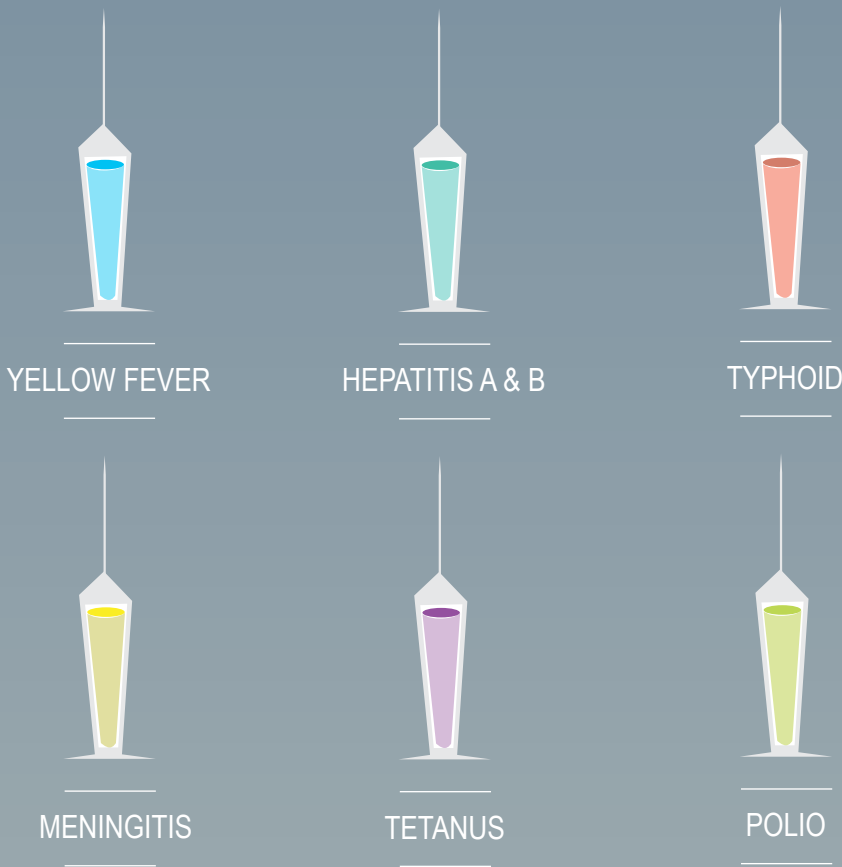 YELLOW FEVER
HEPATITIS A & B
TYPHOID
MENINGITIS
TETANUS
POLIO